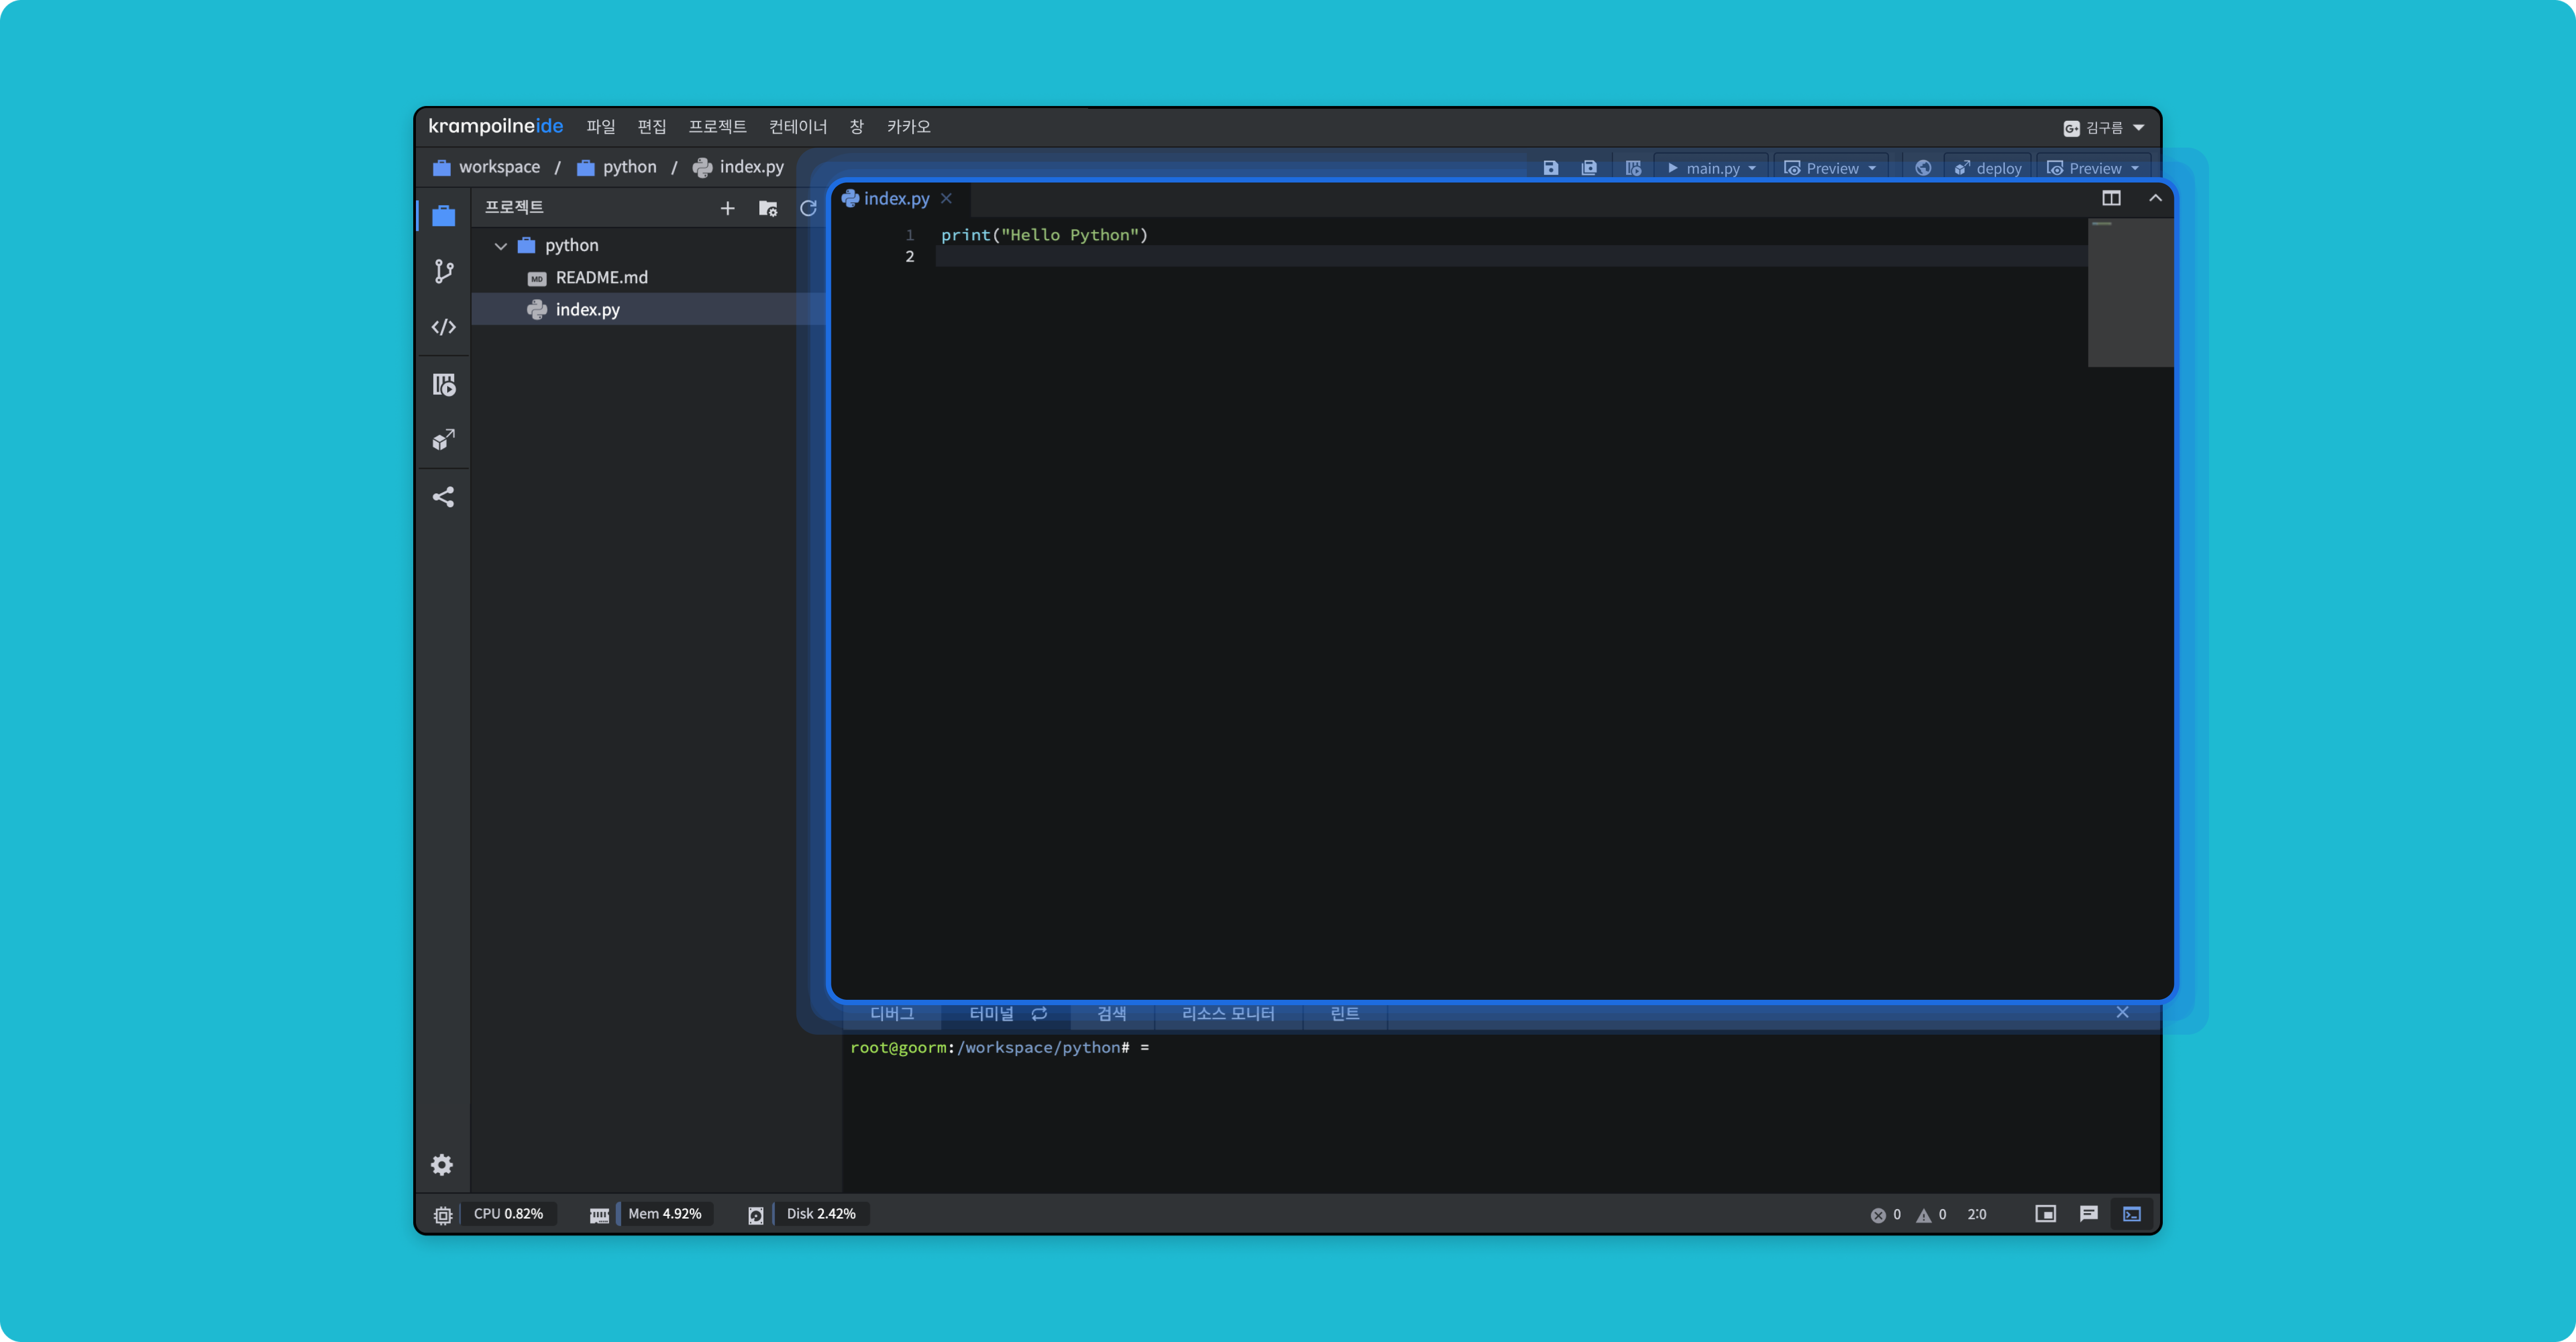 krampoilneide 파일 편집 프로젝트 컨테이너 창 카카오 G+ 김구름
workspace / python / index.py main.py Preview deploy Preview
프로젝트
python
MD README.md
index.py
index.py
1 print("Hello Python")
2
디버그 터미널 검색 리소스 모니터 린트
root@goorm:/workspace/python# =
CPU 0.82% Mem 4.92% Disk 2.42% 0 0 2:0